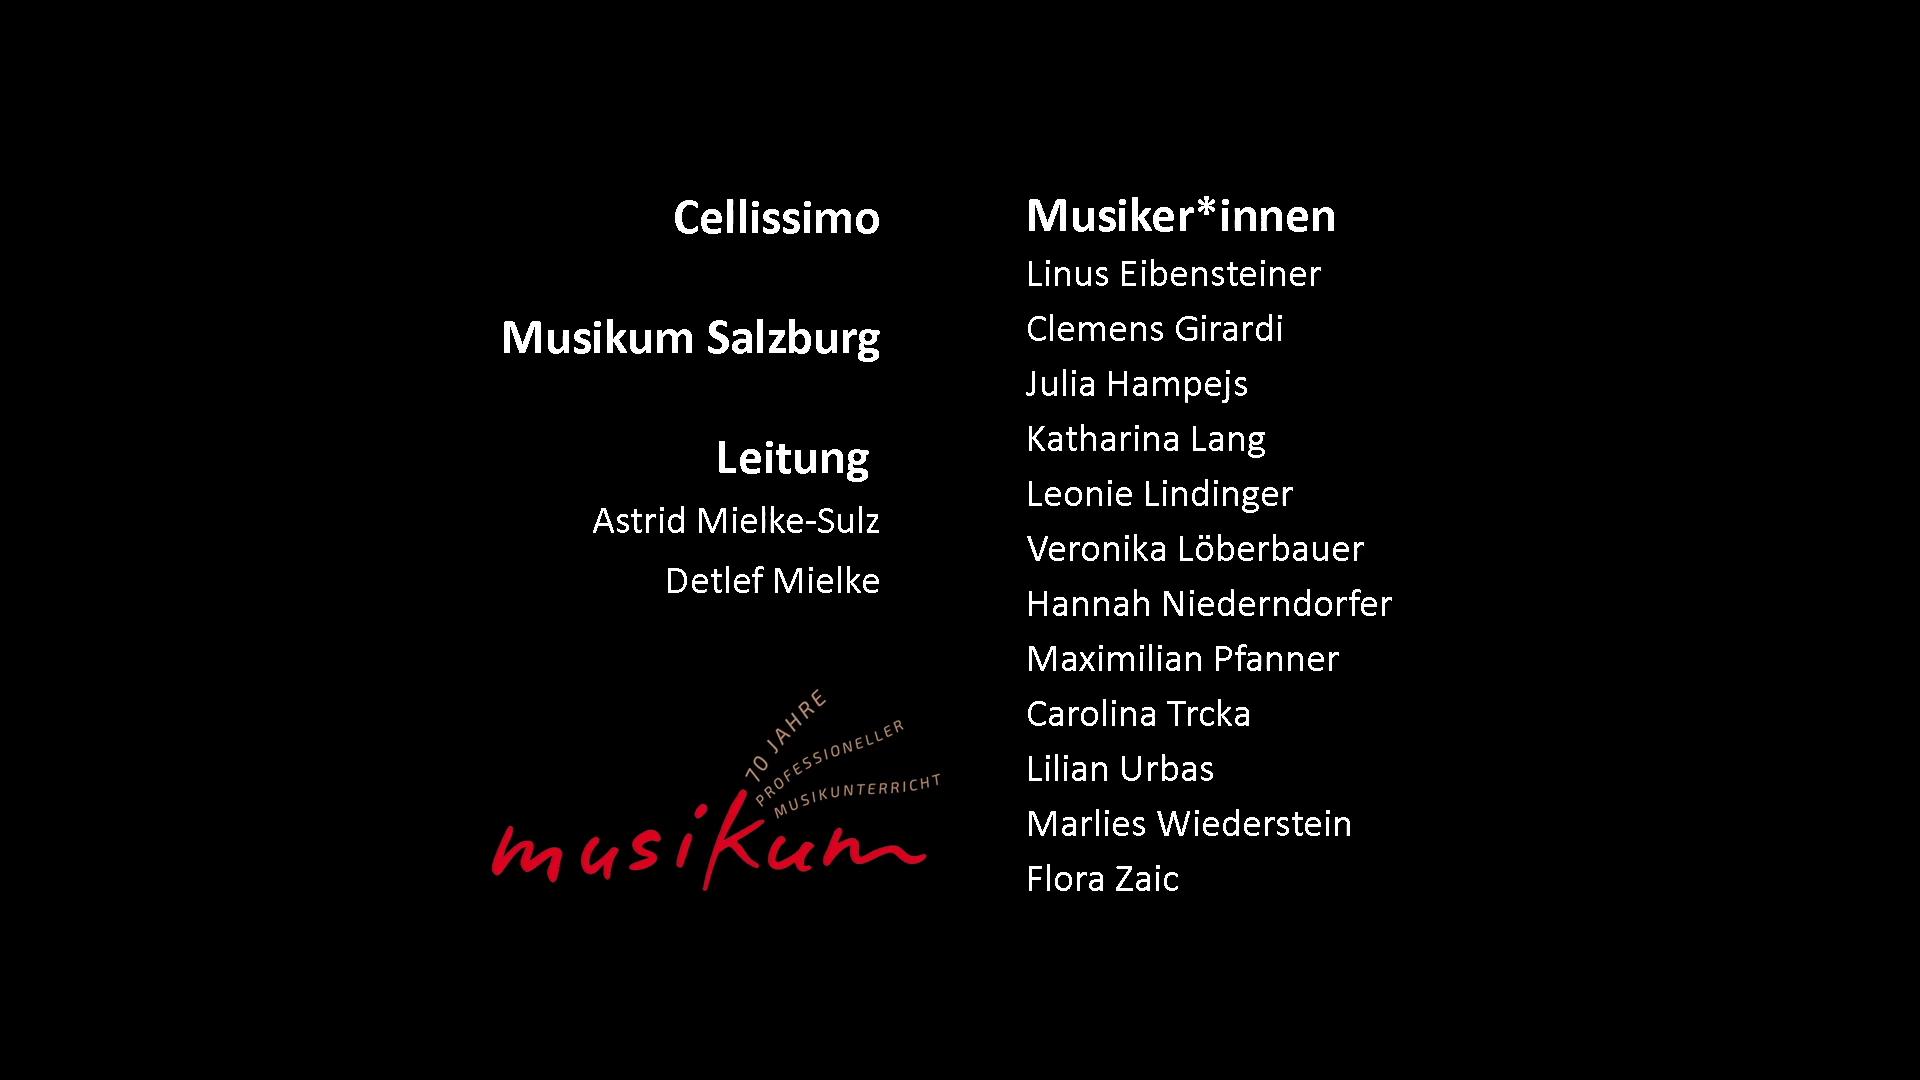 Cellissimo
Musikum Salzburg
Leitung
Astrid Mielke-Sulz
Detlef Mielke
70 JAHRE
PROFESSIONELLER
MUSIKUNTERRICHT
musikum
Musiker*innen
Linus Eibensteiner
Clemens Girardi
Julia Hampejs
Katharina Lang
Leonie Lindinger
Veronika Löberbauer
Hannah Niederndorfer
Maximilian Pfanner
Carolina Trcka
Lilian Urbas
Marlies Wiederstein
Flora Zaic